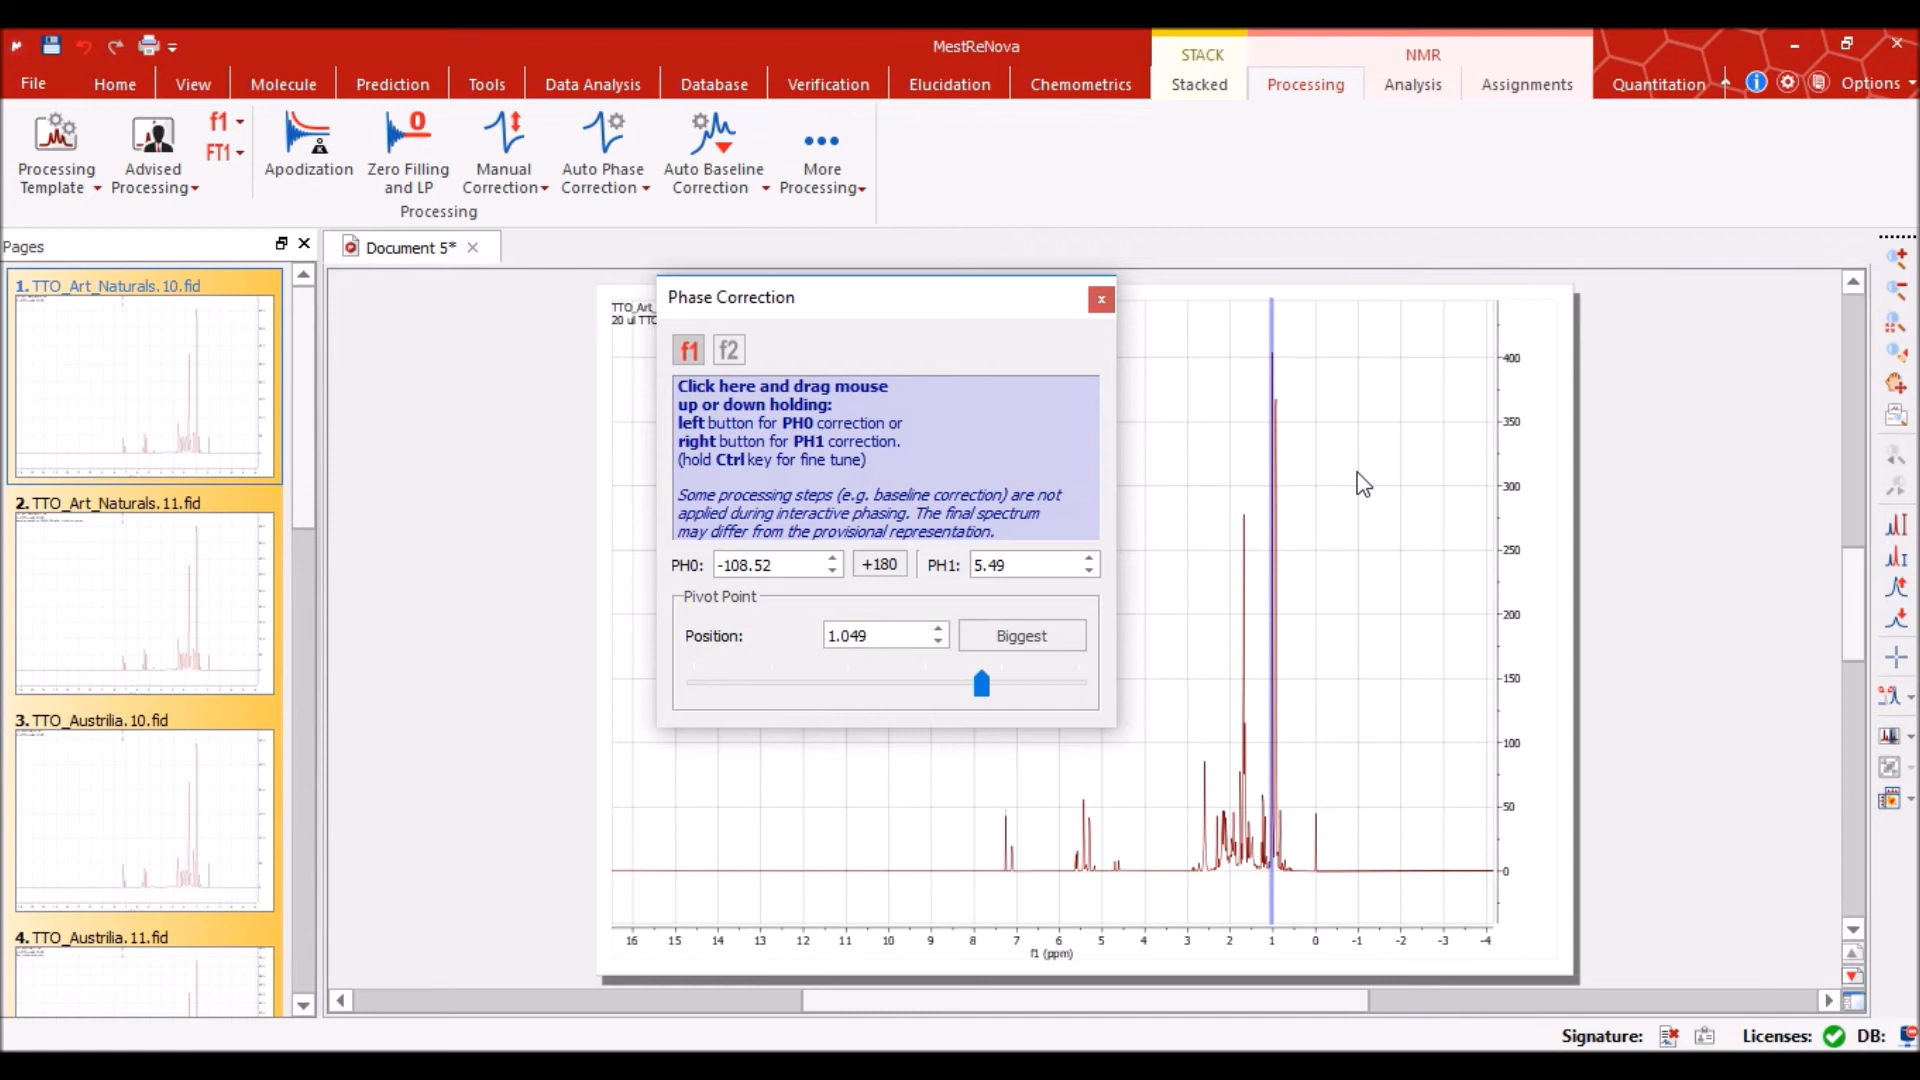 MestReNova
STACK
NMR
File
Home
View
Molecule
Prediction
Tools
Data Analysis
Database
Verification
Elucidation
Chemometrics
Stacked
Processing
Analysis
Assignments
Quantitation
Options
Processing
Template
Advised
Processing
f1
FT1
Apodization
Zero Filling
and LP
Manual
Correction
Auto Phase
Correction
Auto Baseline
Correction
More
Processing
Processing
Pages
Document 5*
1. TTO_Art_Naturals.10.fid
2. TTO_Art_Naturals.11.fid
3. TTO_Austrilia.10.fid
4. TTO_Austrilia.11.fid
TTO_Art_
20 ul TTO
Phase Correction
f1
f2
Click here and drag mouse
up or down holding:
left button for PH0 correction or
right button for PH1 correction.
(hold Ctrl key for fine tune)
Some processing steps (e.g. baseline correction) are not
applied during interactive phasing. The final spectrum
may differ from the provisional representation.
PH0: -108.52 +180 PH1: 5.49
Pivot Point
Position: 1.049 Biggest
400
350
300
250
200
150
100
50
0
16 15 14 13 12 11 10 9 8 7 6 5 4 3 2 1 0 -1 -2 -3 -4
f1 (ppm)
Signature: Licenses: DB: